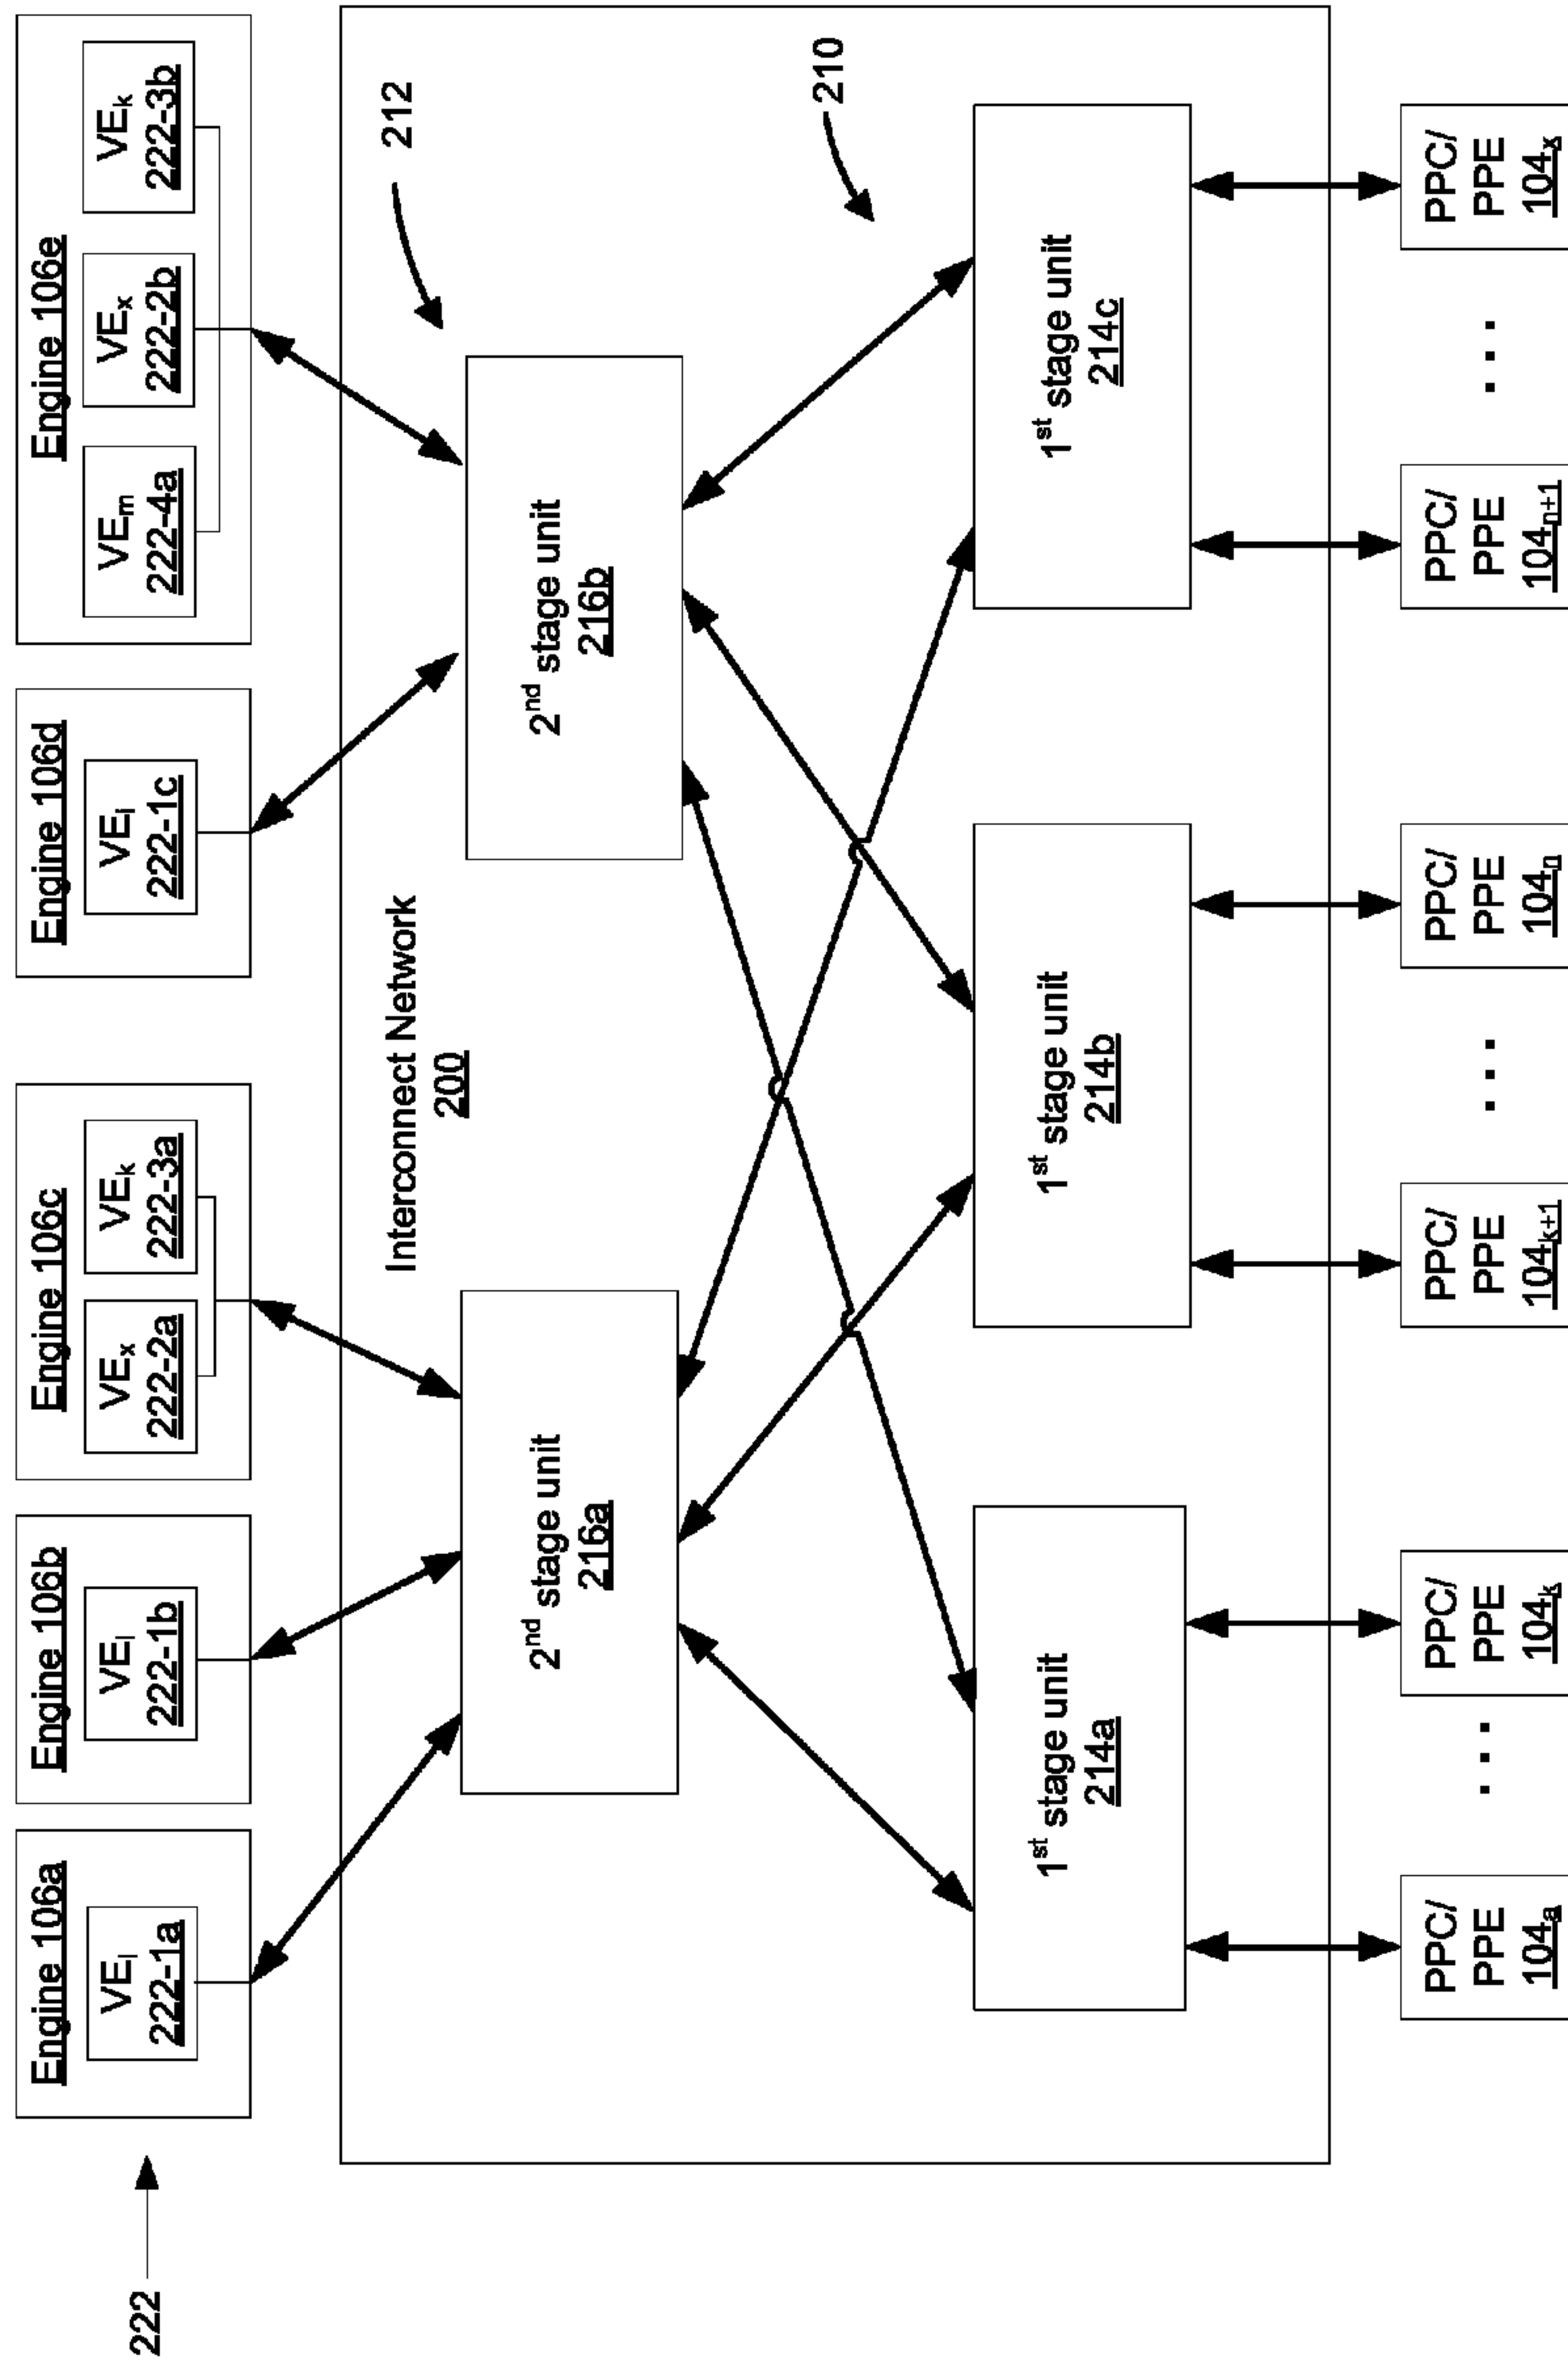 222
Engine 106a
VEi
222-1a
Engine 106b
VEi
222-1b
Engine 106c
VEx
222-2a
VEk
222-3a
Engine 106d
VEi
222-1c
Engine 106e
VEm
222-4a
VEx
222-2b
VEk
222-3b
Interconnect Network
200
212
2nd stage unit
216a
2nd stage unit
216b
210
1st stage unit
214a
1st stage unit
214b
1st stage unit
214c
PPC/
PPE
104a
...
PPC/
PPE
104k
PPC/
PPE
104k+1
...
PPC/
PPE
104n
PPC/
PPE
104n+1
...
PPC/
PPE
104x